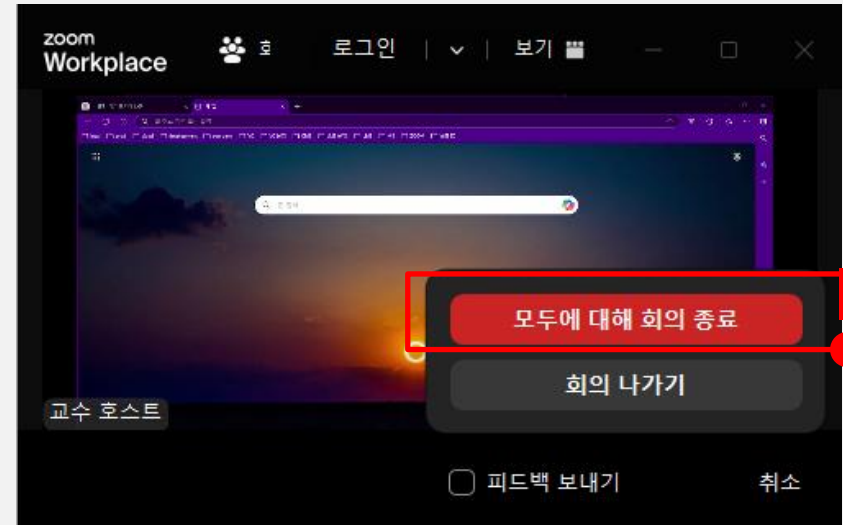 zoom
Workplace
로그인
보기
모두에 대해 회의 종료
회의 나가기
교수 호스트
피드백 보내기
취소